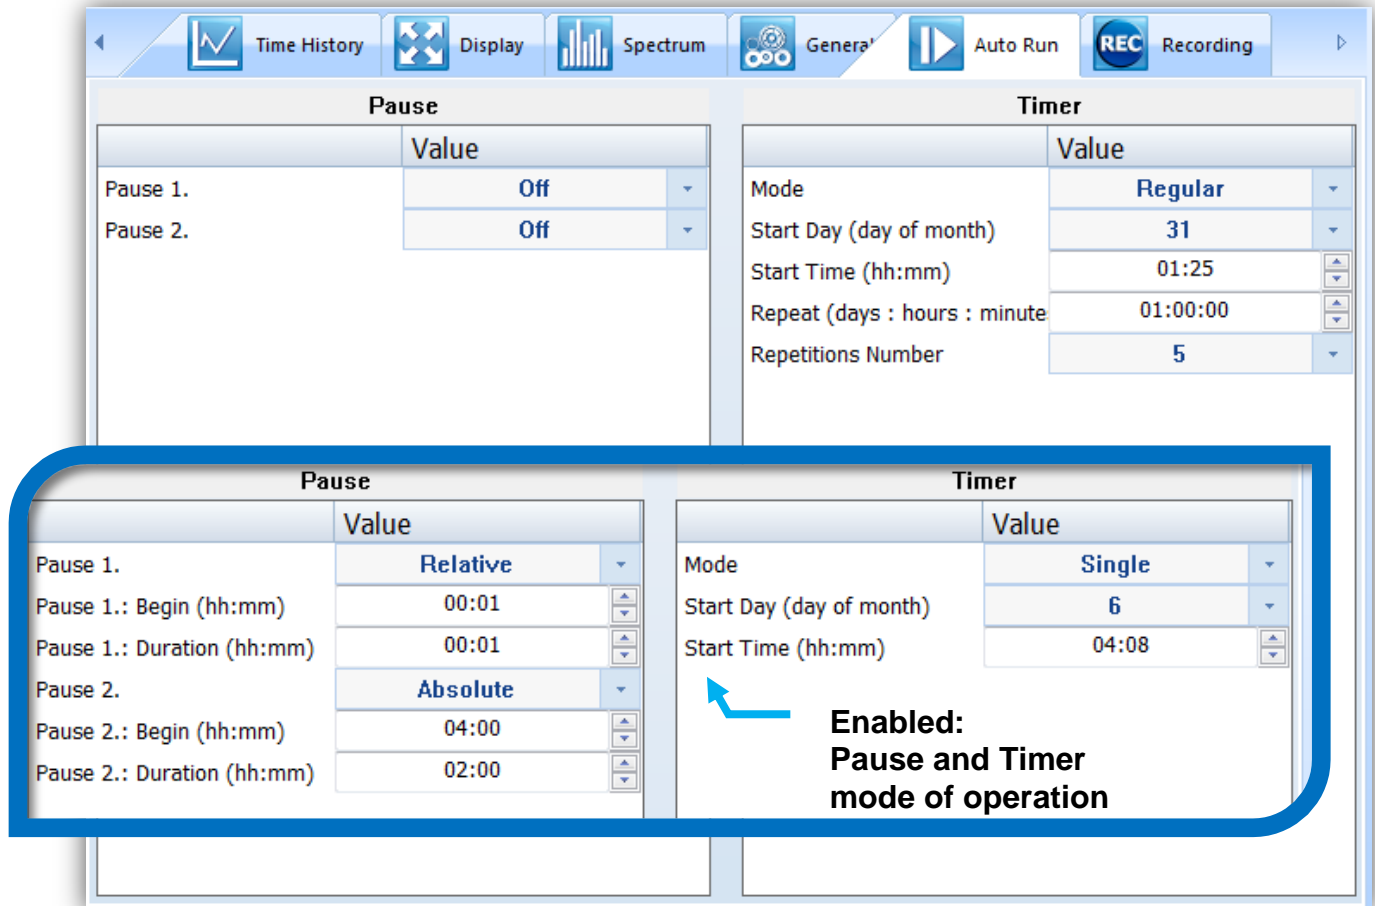 Time History Display Spectrum General Auto Run REC Recording
Pause
Value
Pause 1. Off
Pause 2. Off
Timer
Value
Mode Regular
Start Day (day of month) 31
Start Time (hh:mm) 01:25
Repeat (days : hours : minute 01:00:00
Repetitions Number 5
Pause
Value
Pause 1. Relative
Pause 1.: Begin (hh:mm) 00:01
Pause 1.: Duration (hh:mm) 00:01
Pause 2. Absolute
Pause 2.: Begin (hh:mm) 04:00
Pause 2.: Duration (hh:mm) 02:00
Timer
Value
Mode Single
Start Day (day of month) 6
Start Time (hh:mm) 04:08
Enabled:
Pause and Timer
mode of operation